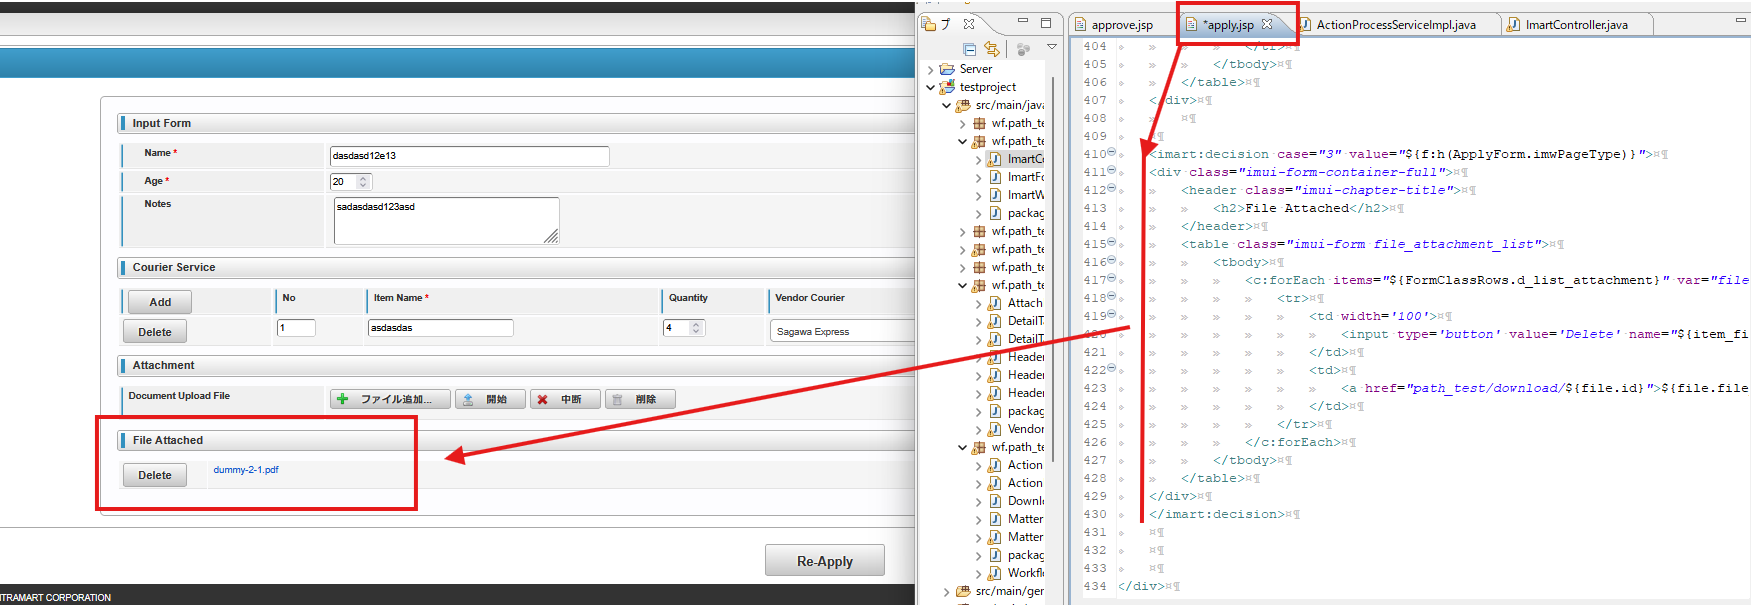 Input Form
Name *
dasdasd12e13
Age *
20
Notes
sadasdasd123asd
Courier Service
Add
No
Item Name *
Quantity
Vendor Courier
Delete
1
asdasdas
4
Sagawa Express
Attachment
Document Upload File
ファイル追加...
開始
中断
削除
File Attached
Delete
dummy-2-1.pdf
Re-Apply
TRAMART CORPORATION
プ
Server
testproject
src/main/java
wf.path_te
wf.path_te
ImartCo
ImartFo
ImartW
packag
wf.path_te
wf.path_te
wf.path_te
wf.path_te
Attach
DetailTa
DetailT
Header
Header
Header
packag
Vendor
wf.path_te
Action
Action
Downlo
Matter
Matter
packag
Workflo
src/main/ger
approve.jsp
*apply.jsp
ActionProcessServiceImpl.java
ImartController.java
404 </tr>
405 </tbody>
406 </table>
407 </div>
408
409
410 <imart:decision case="3" value="${f:h(ApplyForm.imwPageType)}">
411 <div class="imui-form-container-full">
412 <header class="imui-chapter-title">
413 <h2>File Attached</h2>
414 </header>
415 <table class="imui-form file_attachment_list">
416 <tbody>
417 <c:forEach items="${FormClassRows.d_list_attachment}" var="file
418 <tr>
419 <td width='100'>
420 <input type='button' value='Delete' name="${item_fi
421 </td>
422 <td>
423 <a href="path_test/download/${file.id}">${file.file
424 </td>
425 </tr>
426 </c:forEach>
427 </tbody>
428 </table>
429 </div>
430 </imart:decision>
431
432
433
434 </div>